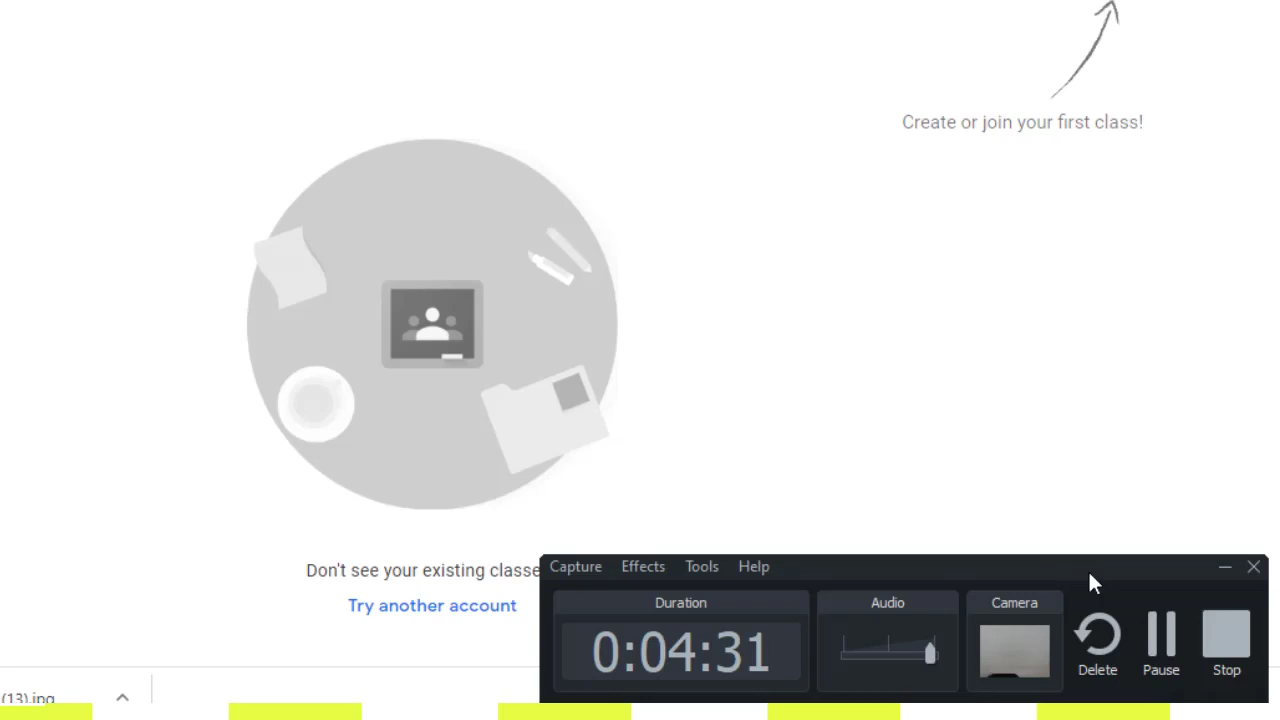 Create or join your first class!
Don't see your existing classe
Try another account
Capture Effects Tools Help
Duration Audio Camera
0:04:31
Delete Pause Stop
(13).jpg